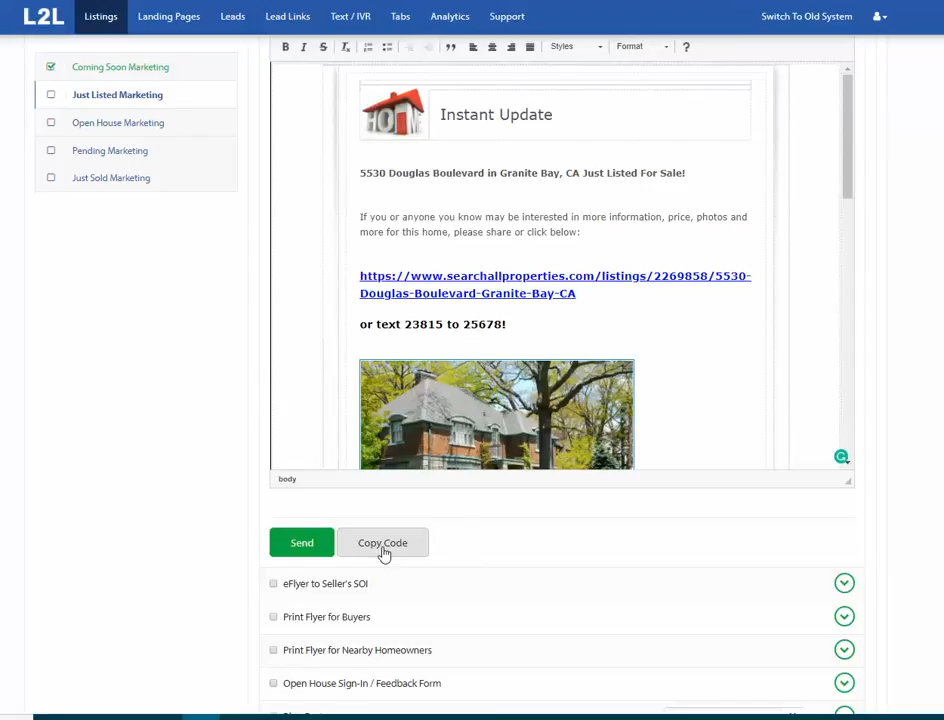 L2L Listings Landing Pages Leads Lead Links Text / IVR Tabs Analytics Support Switch To Old System
B I S Ix Styles Format ?
Coming Soon Marketing
Just Listed Marketing
Open House Marketing
Pending Marketing
Just Sold Marketing
HOME Instant Update
5530 Douglas Boulevard in Granite Bay, CA Just Listed For Sale!
If you or anyone you know may be interested in more information, price, photos and
more for this home, please share or click below:
https://www.searchallproperties.com/listings/2269858/5530-
Douglas-Boulevard-Granite-Bay-CA
or text 23815 to 25678!
body
Send Copy Code
eFlyer to Seller's SOI
Print Flyer for Buyers
Print Flyer for Nearby Homeowners
Open House Sign-In / Feedback Form